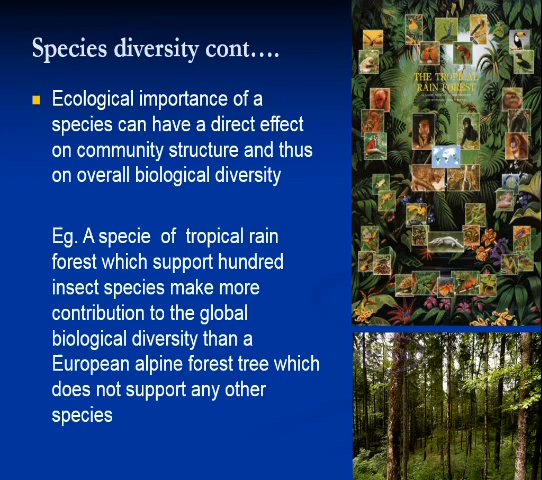 Species diversity cont….
Ecological importance of a
species can have a direct effect
on community structure and thus
on overall biological diversity
Eg. A specie of tropical rain
forest which support hundred
insect species make more
contribution to the global
biological diversity than a
European alpine forest tree which
does not support any other
species
THE TROPICAL
RAIN FOREST